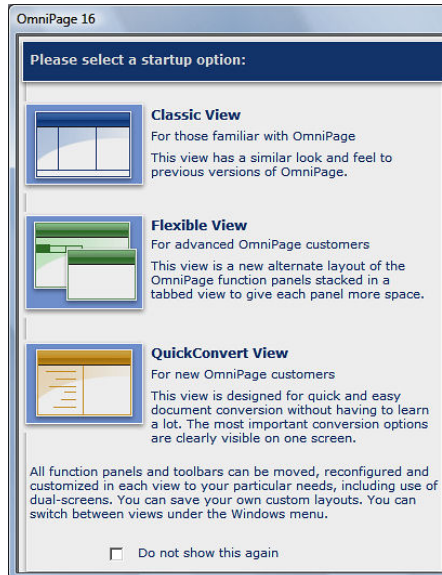 OmniPage 16
Please select a startup option:
Classic View
For those familiar with OmniPage
This view has a similar look and feel to
previous versions of OmniPage.
Flexible View
For advanced OmniPage customers
This view is a new alternate layout of the
OmniPage function panels stacked in a
tabbed view to give each panel more space.
QuickConvert View
For new OmniPage customers
This view is designed for quick and easy
document conversion without having to learn
a lot. The most important conversion options
are clearly visible on one screen.
All function panels and toolbars can be moved, reconfigured and
customized in each view to your particular needs, including use of
dual-screens. You can save your own custom layouts. You can
switch between views under the Windows menu.
Do not show this again